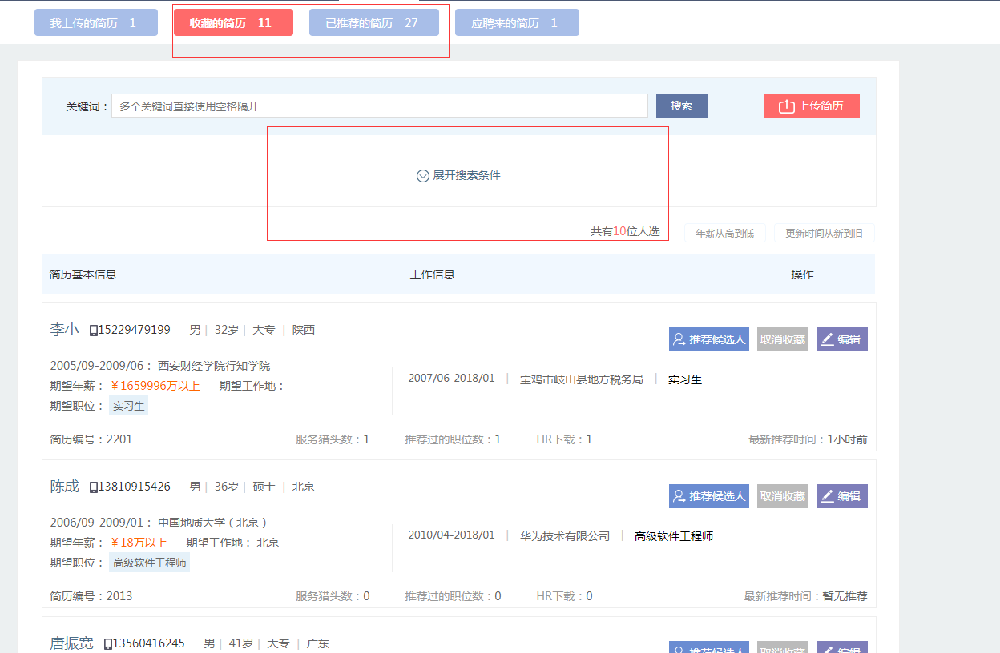 我上传的简历 1 收藏的简历 11 已推荐的简历 27 应聘来的简历 1
关键词： 多个关键词直接使用空格隔开 搜索 上传简历
展开搜索条件
共有10位人选 年薪从高到低 更新时间从新到旧
简历基本信息 工作信息 操作
李小 15229479199 男 | 32岁 | 大专 | 陕西
推荐候选人 取消收藏 编辑
2005/09-2009/06： 西安财经学院行知学院
2007/06-2018/01 | 宝鸡市岐山县地方税务局 | 实习生
期望年薪： ￥1659996万以上 期望工作地：
期望职位： 实习生
简历编号：2201 服务猎头数：1 推荐过的职位数：1 HR下载：1 最新推荐时间：1小时前
陈成 13810915426 男 | 36岁 | 硕士 | 北京
推荐候选人 取消收藏 编辑
2006/09-2009/01： 中国地质大学（北京）
2010/04-2018/01 | 华为技术有限公司 | 高级软件工程师
期望年薪： ￥18万以上 期望工作地： 北京
期望职位： 高级软件工程师
简历编号：2013 服务猎头数：0 推荐过的职位数：0 HR下载：0 最新推荐时间：暂无推荐
唐振宽 13560416245 男 | 41岁 | 大专 | 广东
推荐候选人 取消收藏 编辑